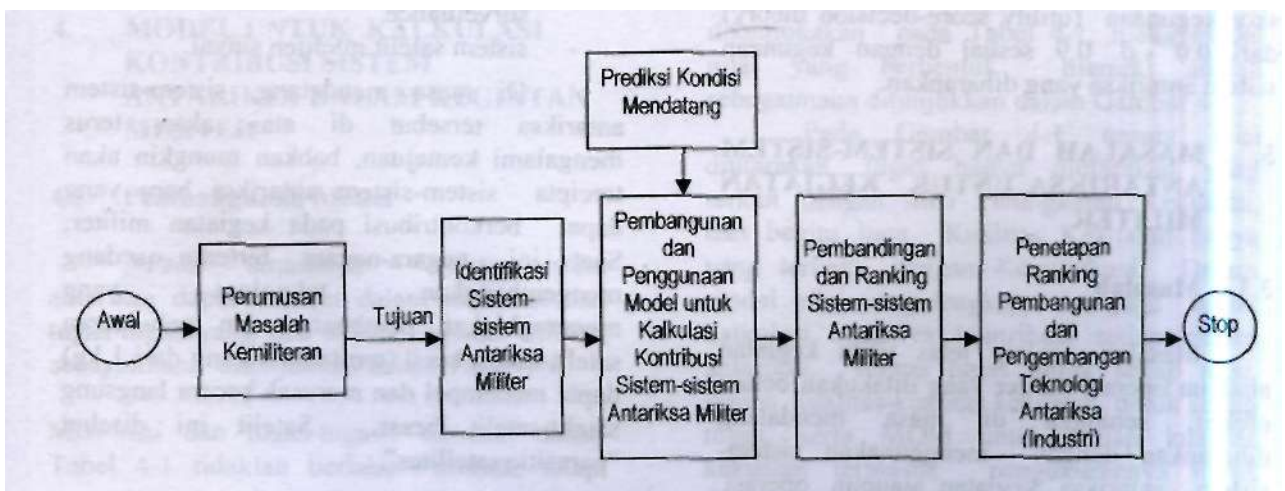 Prediksi Kondisi
Mendatang
Awal
Perumusan
Masalah
Kemiliteran
Tujuan
Identifikasi
Sistem-
sistem
Antariksa
Militer
Pembangunan
dan
Penggunaan
Model untuk
Kalkulasi
Kontribusi
Sistem-sistem
Antariksa Militer
Pembandingan
dan Ranking
Sistem-sistem
Antariksa
Militer
Penetapan
Ranking
Pembangunan
dan
Pengembangan
Teknologi
Antariksa
(Industri)
Stop